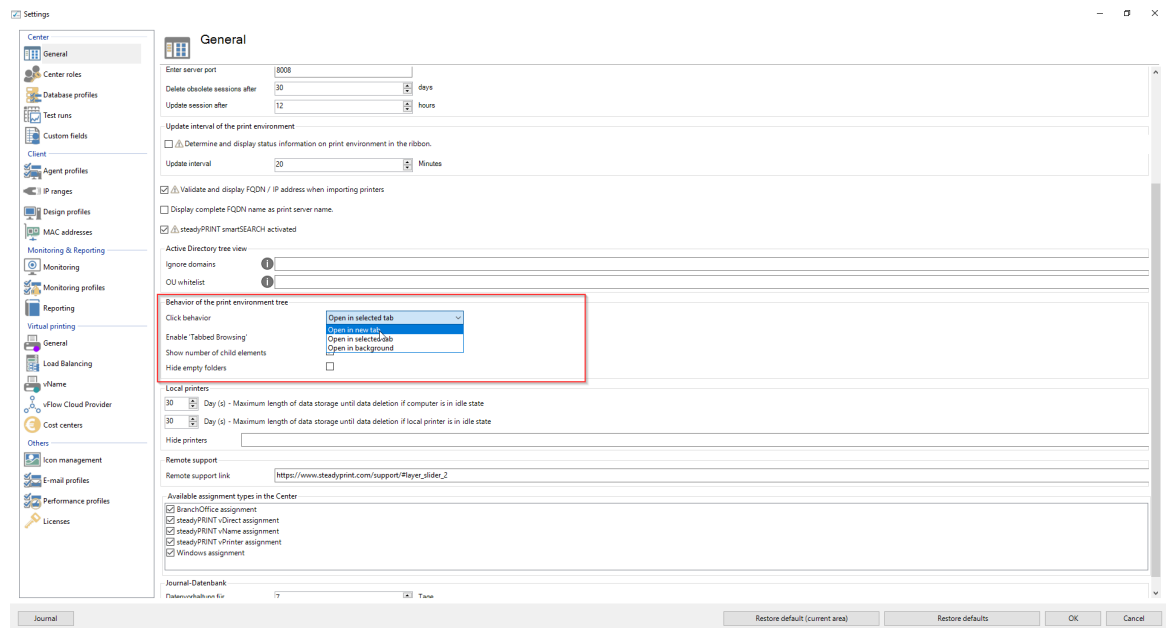 Settings
Center
General
Center roles
Database profiles
Test runs
Custom fields
Client
Agent profiles
IP ranges
Design profiles
MAC addresses
Monitoring & Reporting
Monitoring
Monitoring profiles
Reporting
Virtual printing
General
Load Balancing
vName
vFlow Cloud Provider
Cost centers
Others
Icon management
E-mail profiles
Performance profiles
Licenses
General
Enter server port 8008
Delete obsolete sessions after 30 days
Update session after 12 hours
Update interval of the print environment
Determine and display status information on print environment in the ribbon.
Update interval 20 Minutes
Validate and display FQDN / IP address when importing printers
Display complete FQDN name as print server name.
steadyPRINT smartSEARCH activated
Active Directory tree view
Ignore domains
OU whitelist
Behavior of the print environment tree
Click behavior Open in selected tab
Open in new tab
Enable 'Tabbed Browsing' Open in selected tab
Open in background
Show number of child elements
Hide empty folders
Local printers
30 Day (s) - Maximum length of data storage until data deletion if computer is in idle state
30 Day (s) - Maximum length of data storage until data deletion if local printer is in idle state
Hide printers
Remote support
Remote support link https://www.steadyprint.com/support/#layer_slider_2
Available assignment types in the Center
BranchOffice assignment
steadyPRINT vDirect assignment
steadyPRINT vName assignment
steadyPRINT vPrinter assignment
Windows assignment
Journal-Datenbank
Datenvorhaltung für 7 Tage
Journal Restore default (current area) Restore defaults OK Cancel